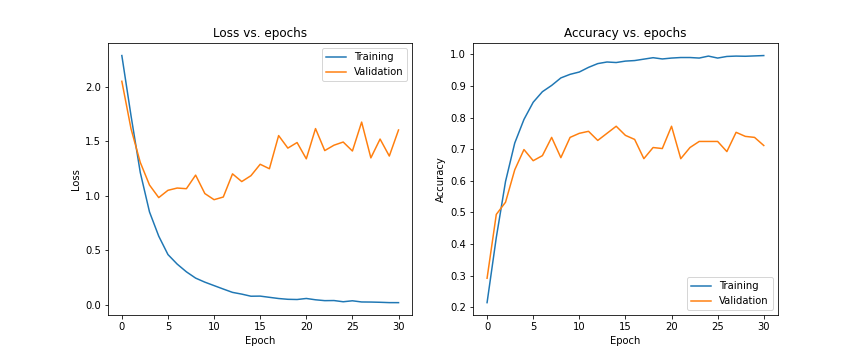 Loss vs. epochs
Training
Validation
2.0
1.5
1.0
0.5
0.0
Loss
0 5 10 15 20 25 30
Epoch
Accuracy vs. epochs
1.0
0.9
0.8
0.7
0.6
0.5
0.4
0.3
0.2
Accuracy
Training
Validation
0 5 10 15 20 25 30
Epoch